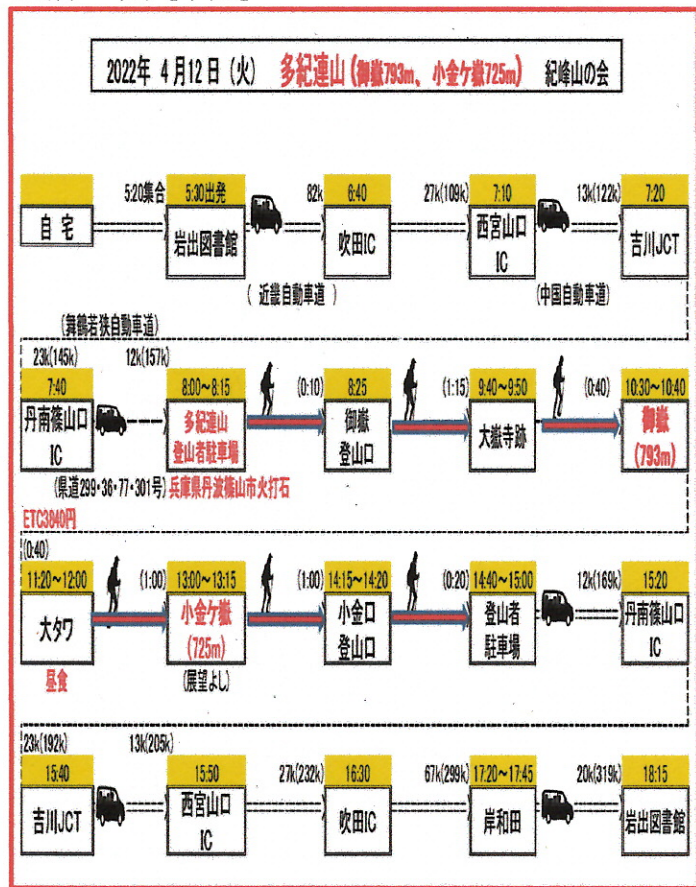 2022年 4月12日（火） 多紀連山（御嶽793m、小金ケ嶽725m） 紀峰山の会
5:20集合 5:30出発 82k 6:40 27k(109k) 7:10 13k(122k) 7:20
自宅 岩出図書館 吹田IC 西宮山口IC 吉川JCT
( 近畿自動車道 ) (中国自動車道)
(舞鶴若狭自動車道)
23k(145k) 12k(157k)
7:40 8:00～8:15 (0:10) 8:25 (1:15) 9:40～9:50 (0:40) 10:30～10:40
丹南篠山口IC 多紀連山登山者駐車場 御嶽登山口 大嶽寺跡 御嶽(793m)
(県道299・36・77・301号) 兵庫県丹波篠山市火打石
ETC3840円
(0:40)
11:20～12:00 (1:00) 13:00～13:15 (1:00) 14:15～14:20 (0:20) 14:40～15:00 12k(169k) 15:20
大タワ 小金ケ嶽(725m) 小金口登山口 登山者駐車場 丹南篠山口IC
昼食 (展望よし)
23k(192k) 13k(205k)
15:40 15:50 27k(232k) 16:30 67k(299k) 17:20～17:45 20k(319k) 18:15
吉川JCT 西宮山口IC 吹田IC 岸和田 岩出図書館